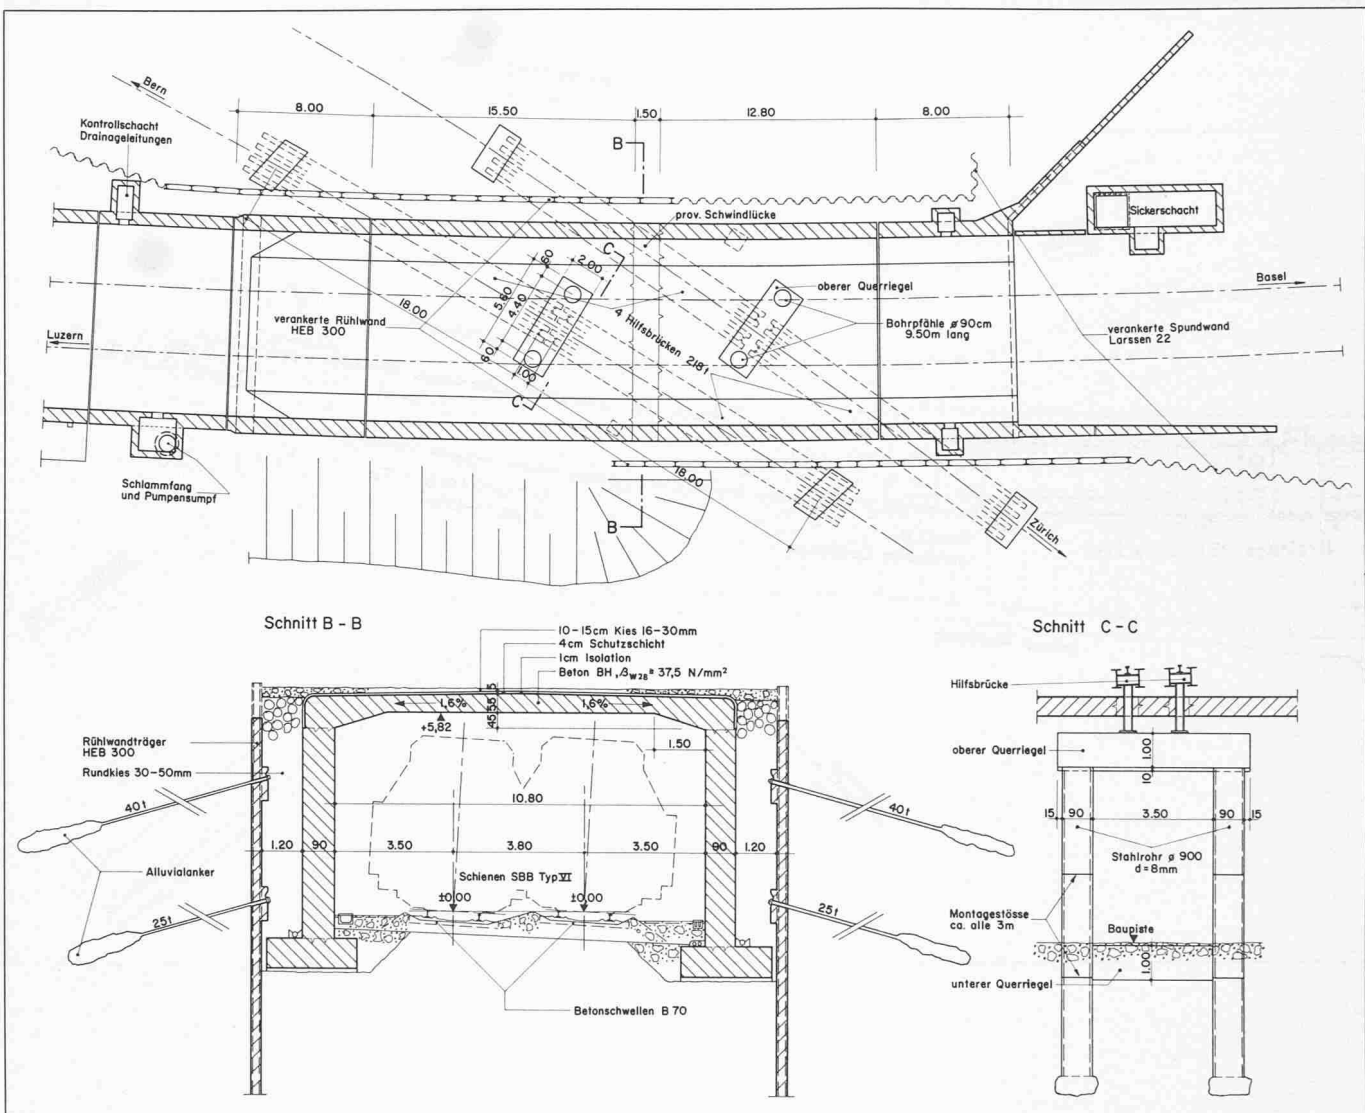 Bern
8.00
15.50
1.50
12.80
8.00
Kontrollschacht
Drainageleitungen
B
prov. Schwindlücke
Sickerschacht
C
60
2.00
5.60
4.40
18.00
60
1.00
C
oberer Querriegel
Basel
verankerte Rühlwand
HEB 300
4 Hilfsbrücken 218 t
Bohrpfähle ø 90cm
9.50m lang
verankerte Spundwand
Larssen 22
Luzern
Schlammfang
und Pumpensumpf
18.00
B
Zürich
Schnitt B - B
10-15cm Kies 16-30mm
4cm Schutzschicht
1cm Isolation
Beton BH, βw28 ≥ 37,5 N/mm²
1,6%
1,6%
5
45 55
+5,82
1.50
Rühlwandträger
HEB 300
Rundkies 30-50mm
40t
40t
10.80
1.20
90
3.50
3.80
3.50
90
1.20
Alluvialanker
Schienen SBB Typ VI
±0.00
±0.00
25t
25t
Betonschwellen B 70
Schnitt C - C
Hilfsbrücke
oberer Querriegel
1.00
10
15
90
3.50
90
15
Stahlrohr ø 900
d = 8mm
Montagestösse
ca. alle 3m
Baupiste
1.00
unterer Querriegel